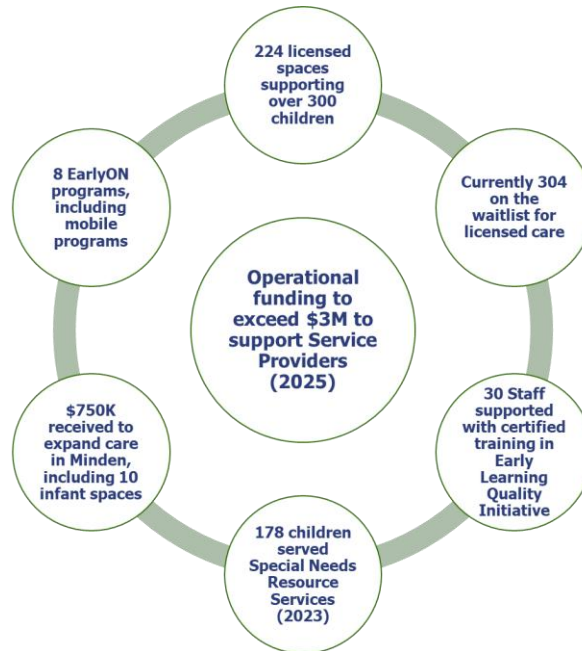 224 licensed
spaces
supporting
over 300
children
Currently 304
on the
waitlist for
licensed care
30 Staff
supported
with certified
training in
Early
Learning
Quality
Initiative
178 children
served
Special Needs
Resource
Services
(2023)
$750K
received to
expand care
in Minden,
including 10
infant spaces
8 EarlyON
programs,
including
mobile
programs
Operational
funding to
exceed $3M to
support Service
Providers
(2025)